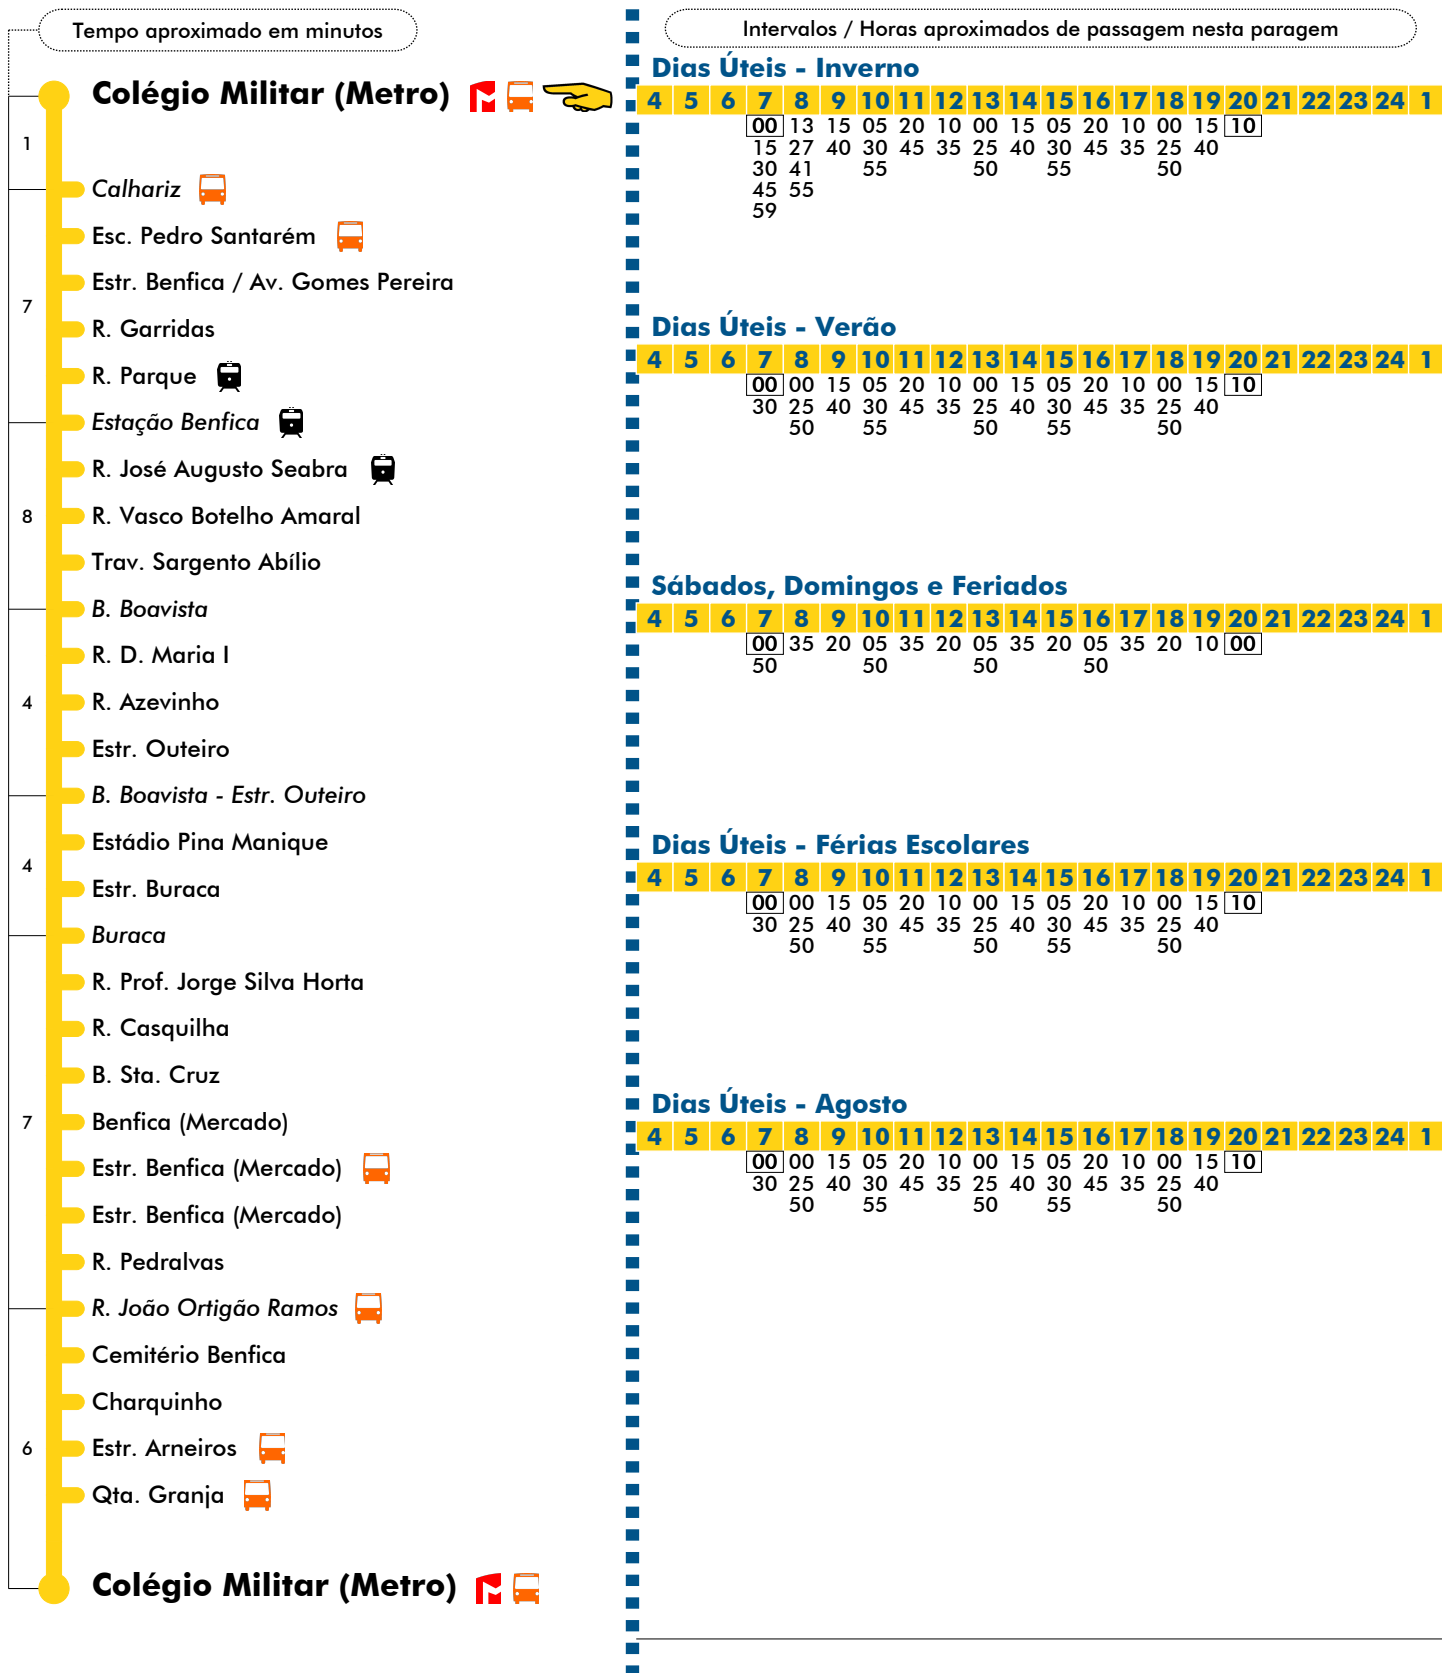 Tempo aproximado em minutos
Colégio Militar (Metro)
1
Calhariz
Esc. Pedro Santarém
Estr. Benfica / Av. Gomes Pereira
7
R. Garridas
R. Parque
Estação Benfica
R. José Augusto Seabra
8
R. Vasco Botelho Amaral
Trav. Sargento Abílio
B. Boavista
R. D. Maria I
4
R. Azevinho
Estr. Outeiro
B. Boavista - Estr. Outeiro
Estádio Pina Manique
4
Estr. Buraca
Buraca
R. Prof. Jorge Silva Horta
R. Casquilha
B. Sta. Cruz
7
Benfica (Mercado)
Estr. Benfica (Mercado)
Estr. Benfica (Mercado)
R. Pedralvas
R. João Ortigão Ramos
Cemitério Benfica
Charquinho
6
Estr. Arneiros
Qta. Granja
Colégio Militar (Metro)
Intervalos / Horas aproximados de passagem nesta paragem
Dias Úteis - Inverno
4 5 6 7 8 9 10 11 12 13 14 15 16 17 18 19 20 21 22 23 24 1
00 13 15 05 20 10 00 15 05 20 10 00 15 10
15 27 40 30 45 35 25 40 30 45 35 25 40
30 41 55 50 55 50
45 55
59
Dias Úteis - Verão
4 5 6 7 8 9 10 11 12 13 14 15 16 17 18 19 20 21 22 23 24 1
00 00 15 05 20 10 00 15 05 20 10 00 15 10
30 25 40 30 45 35 25 40 30 45 35 25 40
50 55 50 55 50
Sábados, Domingos e Feriados
4 5 6 7 8 9 10 11 12 13 14 15 16 17 18 19 20 21 22 23 24 1
00 35 20 05 35 20 05 35 20 05 35 20 10 00
50 50 50 50
Dias Úteis - Férias Escolares
4 5 6 7 8 9 10 11 12 13 14 15 16 17 18 19 20 21 22 23 24 1
00 00 15 05 20 10 00 15 05 20 10 00 15 10
30 25 40 30 45 35 25 40 30 45 35 25 40
50 55 50 55 50
Dias Úteis - Agosto
4 5 6 7 8 9 10 11 12 13 14 15 16 17 18 19 20 21 22 23 24 1
00 00 15 05 20 10 00 15 05 20 10 00 15 10
30 25 40 30 45 35 25 40 30 45 35 25 40
50 55 50 55 50